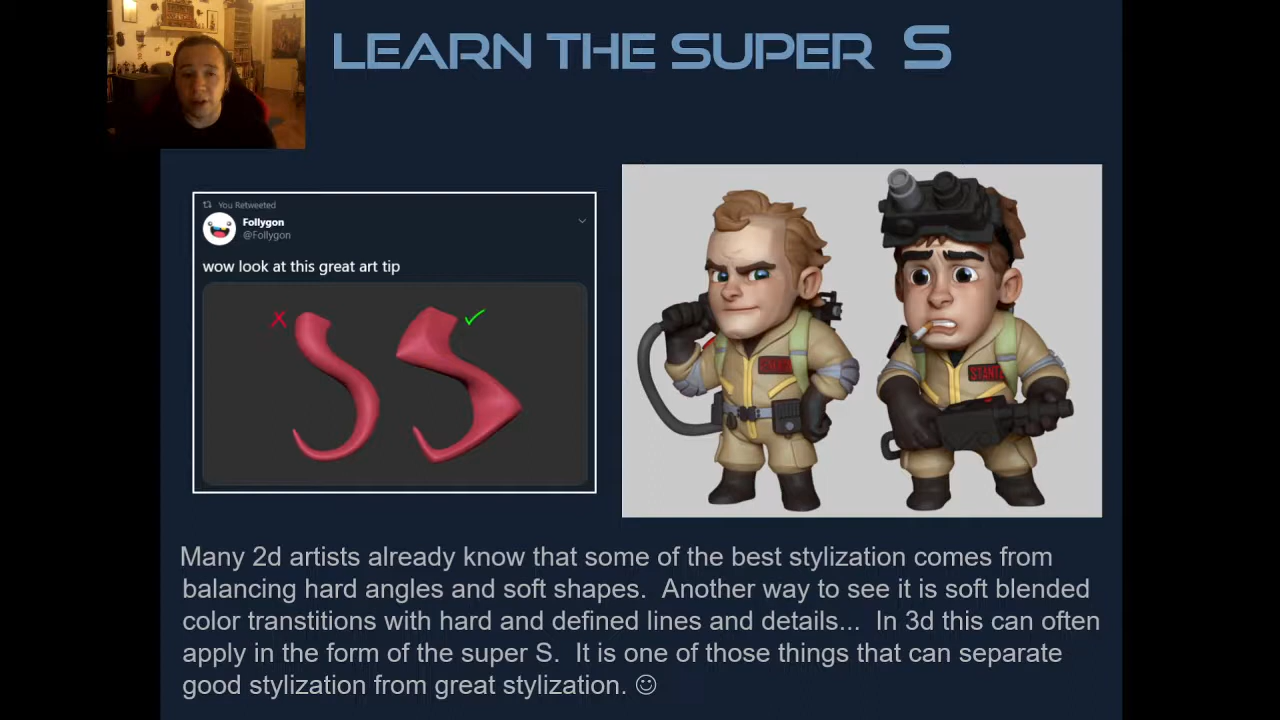 LEARN THE SUPER S
You Retweeted
Follygon
@Follygon
wow look at this great art tip
STANTZ
Many 2d artists already know that some of the best stylization comes from
balancing hard angles and soft shapes.  Another way to see it is soft blended
color transtitions with hard and defined lines and details...  In 3d this can often
apply in the form of the super S.  It is one of those things that can separate
good stylization from great stylization. ☺